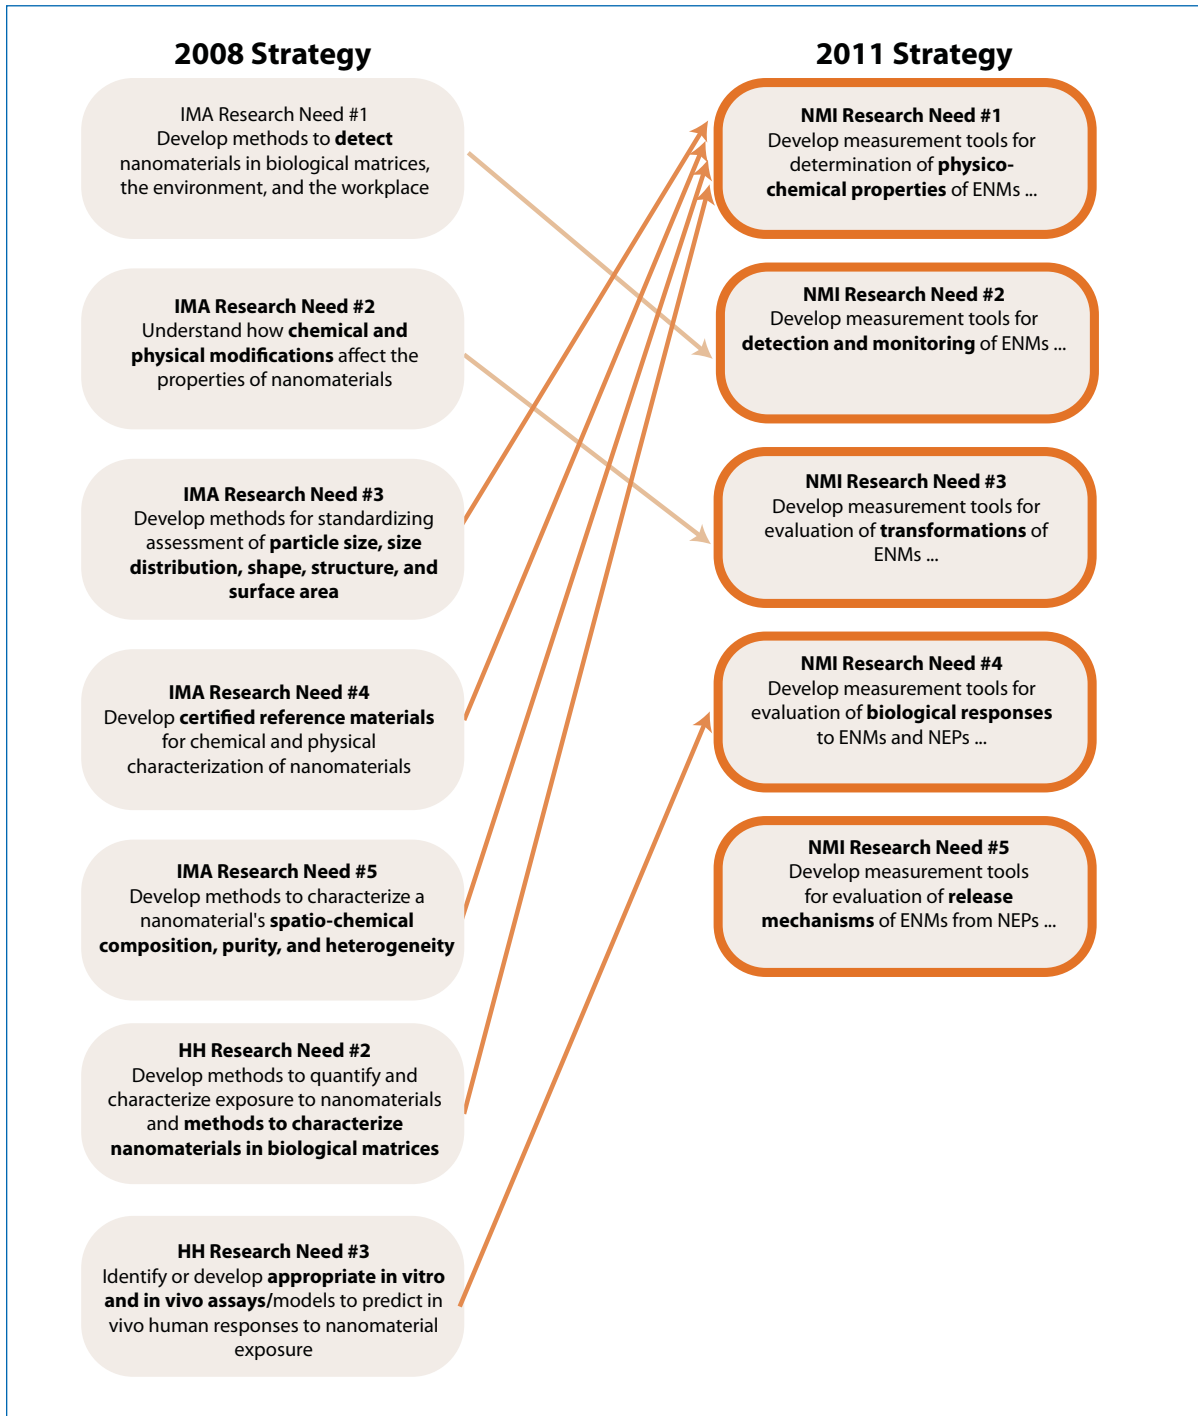 2008 Strategy
IMA Research Need #1
Develop methods to detect
nanomaterials in biological matrices,
the environment, and the workplace
IMA Research Need #2
Understand how chemical and
physical modifications affect the
properties of nanomaterials
IMA Research Need #3
Develop methods for standardizing
assessment of particle size, size
distribution, shape, structure, and
surface area
IMA Research Need #4
Develop certified reference materials
for chemical and physical
characterization of nanomaterials
IMA Research Need #5
Develop methods to characterize a
nanomaterial's spatio-chemical
composition, purity, and heterogeneity
HH Research Need #2
Develop methods to quantify and
characterize exposure to nanomaterials
and methods to characterize
nanomaterials in biological matrices
HH Research Need #3
Identify or develop appropriate in vitro
and in vivo assays/models to predict in
vivo human responses to nanomaterial
exposure
2011 Strategy
NMI Research Need #1
Develop measurement tools for
determination of physico-
chemical properties of ENMs ...
NMI Research Need #2
Develop measurement tools for
detection and monitoring of ENMs ...
NMI Research Need #3
Develop measurement tools for
evaluation of transformations of
ENMs ...
NMI Research Need #4
Develop measurement tools for
evaluation of biological responses
to ENMs and NEPs ...
NMI Research Need #5
Develop measurement tools
for evaluation of release
mechanisms of ENMs from NEPs ...